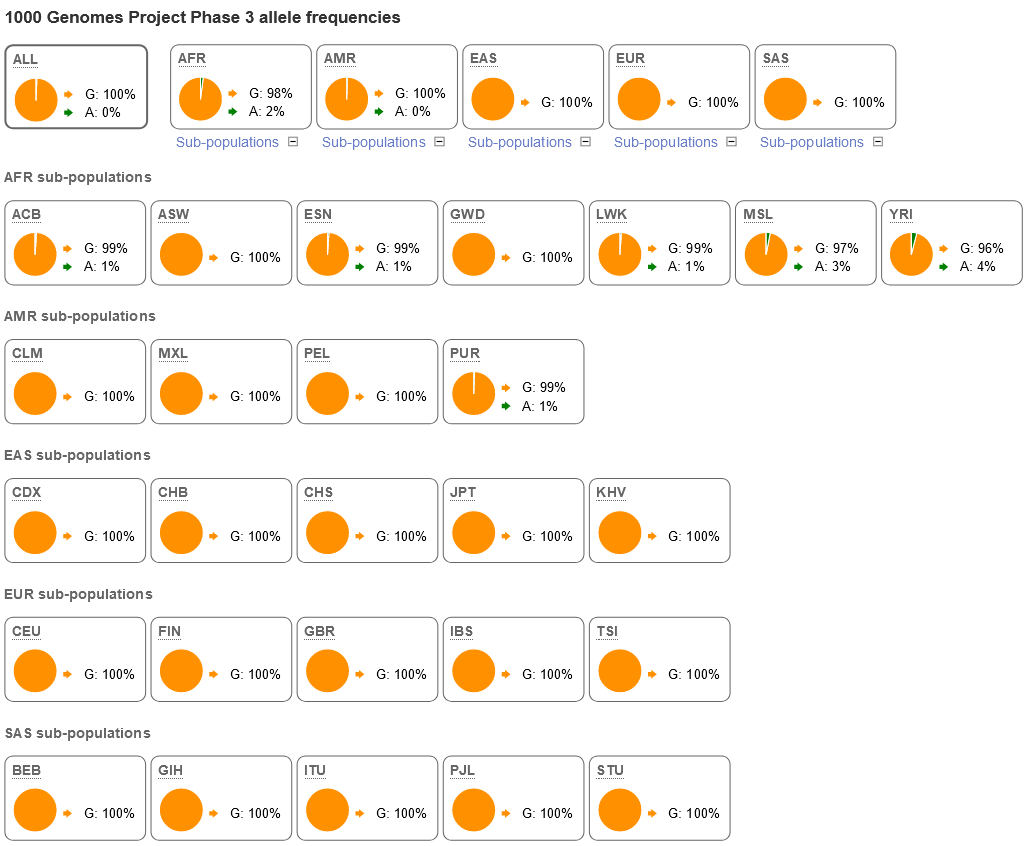 1000 Genomes Project Phase 3 allele frequencies
ALL AFR AMR EAS EUR SAS
G: 100% G: 98% G: 100% G: 100% G: 100% G: 100%
A: 0% A: 2% A: 0%
Sub-populations Sub-populations Sub-populations Sub-populations Sub-populations
AFR sub-populations
ACB ASW ESN GWD LWK MSL YRI
G: 99% G: 100% G: 99% G: 100% G: 99% G: 97% G: 96%
A: 1% A: 1% A: 1% A: 3% A: 4%
AMR sub-populations
CLM MXL PEL PUR
G: 100% G: 100% G: 100% G: 99%
A: 1%
EAS sub-populations
CDX CHB CHS JPT KHV
G: 100% G: 100% G: 100% G: 100% G: 100%
EUR sub-populations
CEU FIN GBR IBS TSI
G: 100% G: 100% G: 100% G: 100% G: 100%
SAS sub-populations
BEB GIH ITU PJL STU
G: 100% G: 100% G: 100% G: 100% G: 100%